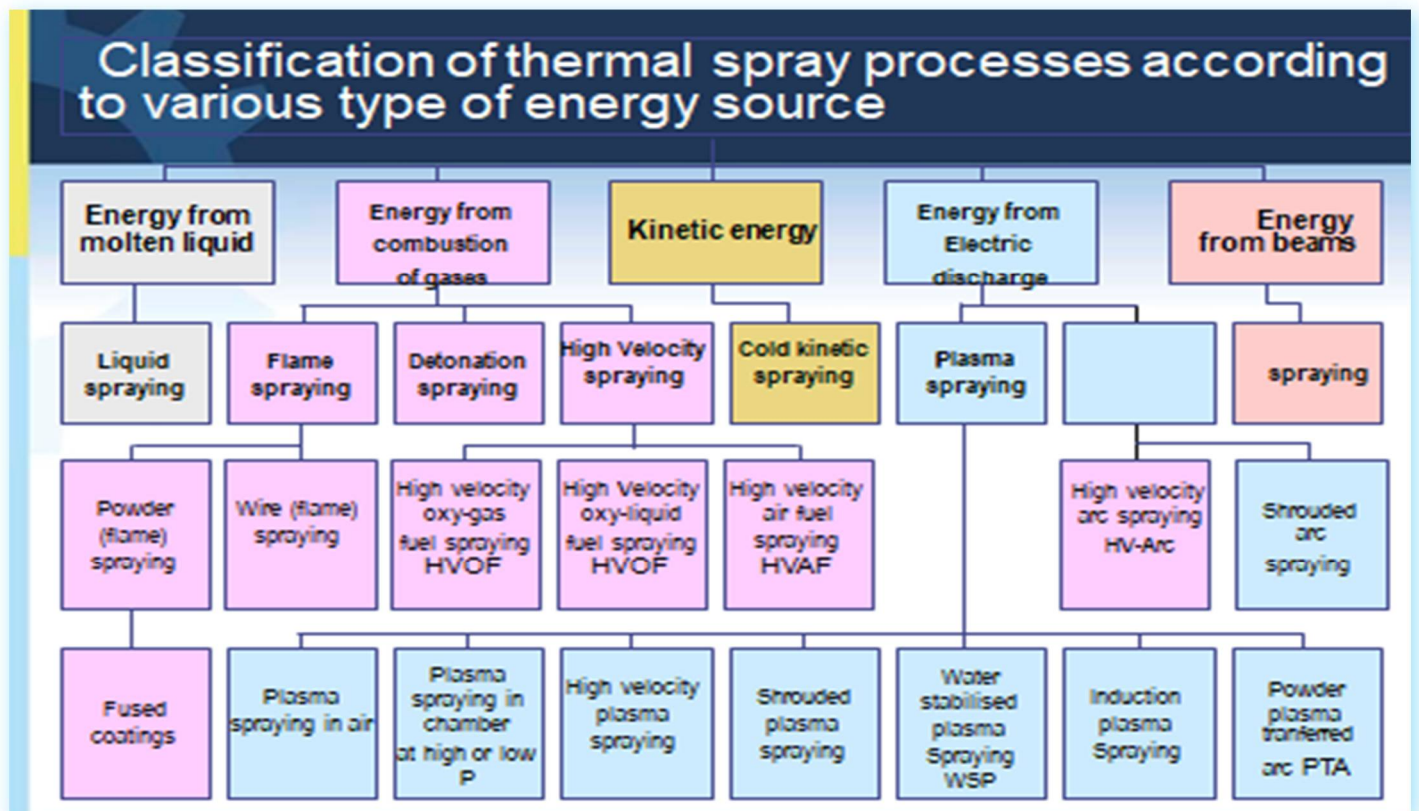 Classification of thermal spray processes according
to various type of energy source
Energy from
molten liquid
Energy from
combustion
of gases
Kinetic energy
Energy from
Electric
discharge
Energy
from beams
Liquid
spraying
Flame
spraying
Detonation
spraying
High Velocity
spraying
Cold kinetic
spraying
Plasma
spraying
spraying
Powder
(flame)
spraying
Wire (flame)
spraying
High velocity
oxy-gas
fuel spraying
HVOF
High Velocity
oxy-liquid
fuel spraying
HVOF
High velocity
air fuel
spraying
HVAF
High velocity
arc spraying
HV-Arc
Shrouded
arc
spraying
Fused
coatings
Plasma
spraying in air
Plasma
spraying in
chamber
at high or low
P
High velocity
plasma
spraying
Shrouded
plasma
spraying
Water
stabilised
plasma
Spraying
WSP
Induction
plasma
Spraying
Powder
plasma
tranferred
arc PTA